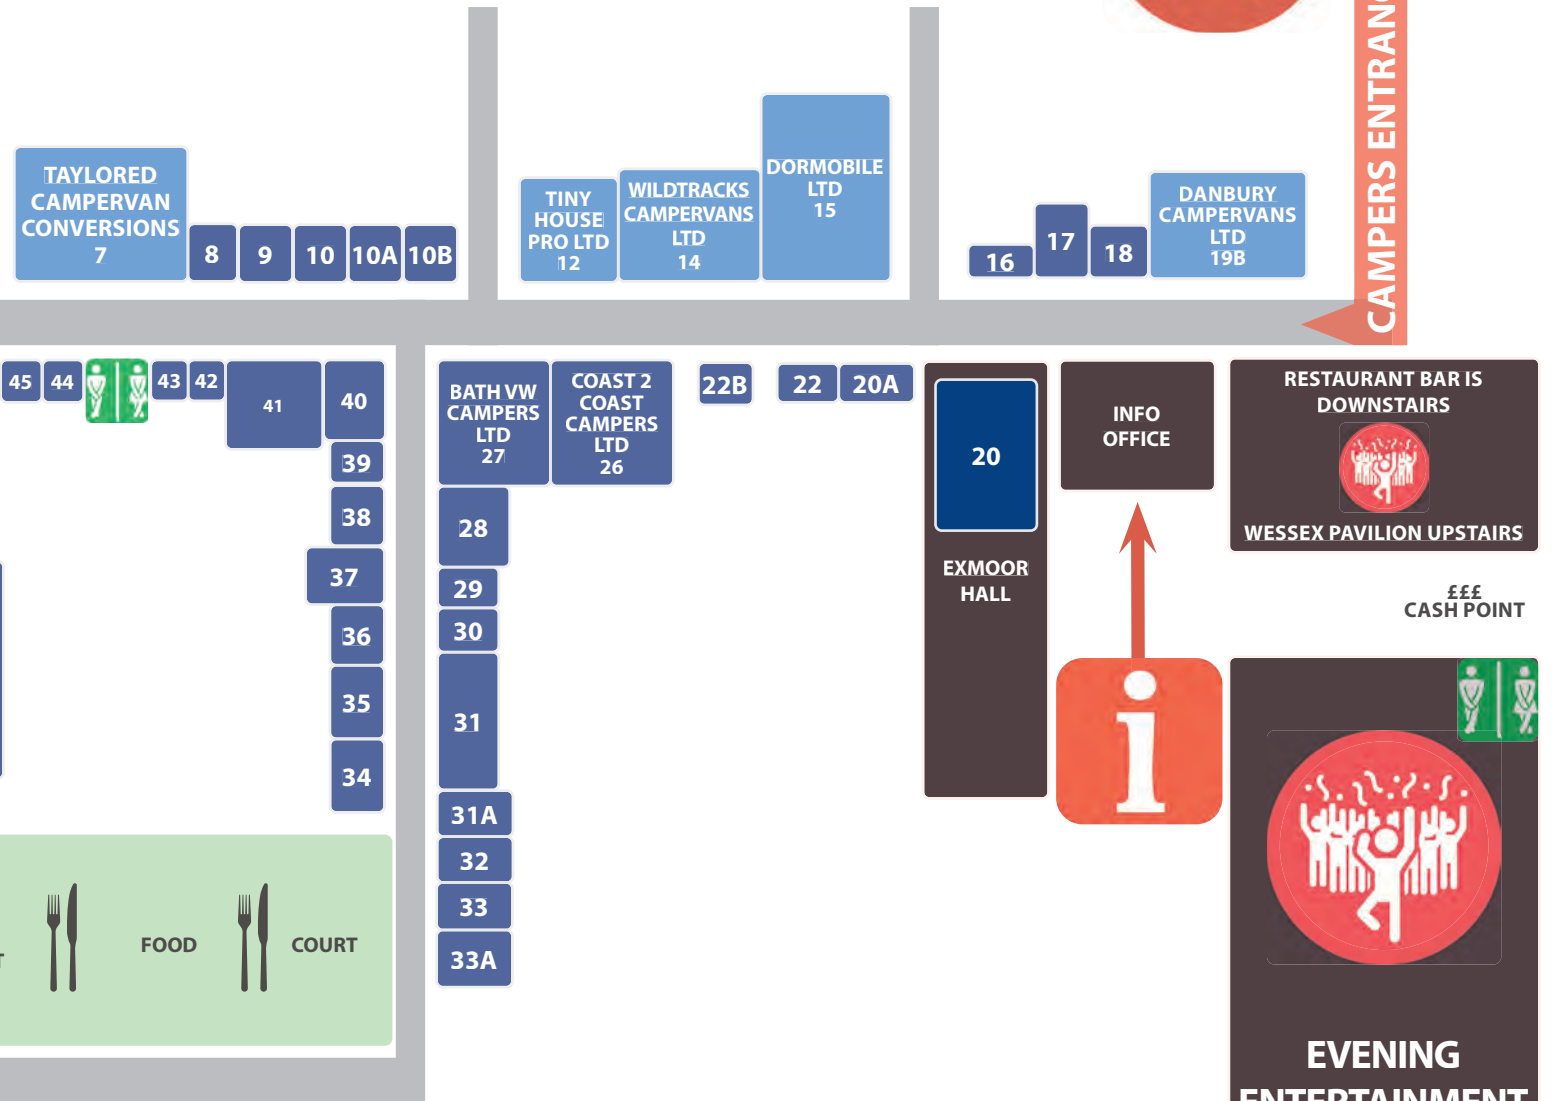 CAMPERS ENTRANC
TAYLORED
CAMPERVAN
CONVERSIONS
7
8
9
10
10A
10B
TINY
HOUSE
PRO LTD
12
WILDTRACKS
CAMPERVANS
LTD
14
DORMOBILE
LTD
15
16
17
18
DANBURY
CAMPERVANS
LTD
19B
45
44
43
42
41
40
39
38
37
36
35
34
BATH VW
CAMPERS
LTD
27
COAST 2
COAST
CAMPERS
LTD
26
22B
22
20A
28
29
30
31
31A
32
33
33A
20
EXMOOR
HALL
INFO
OFFICE
i
RESTAURANT BAR IS
DOWNSTAIRS
WESSEX PAVILION UPSTAIRS
£££
CASH POINT
FOOD
COURT
EVENING
ENTERTAINMENT